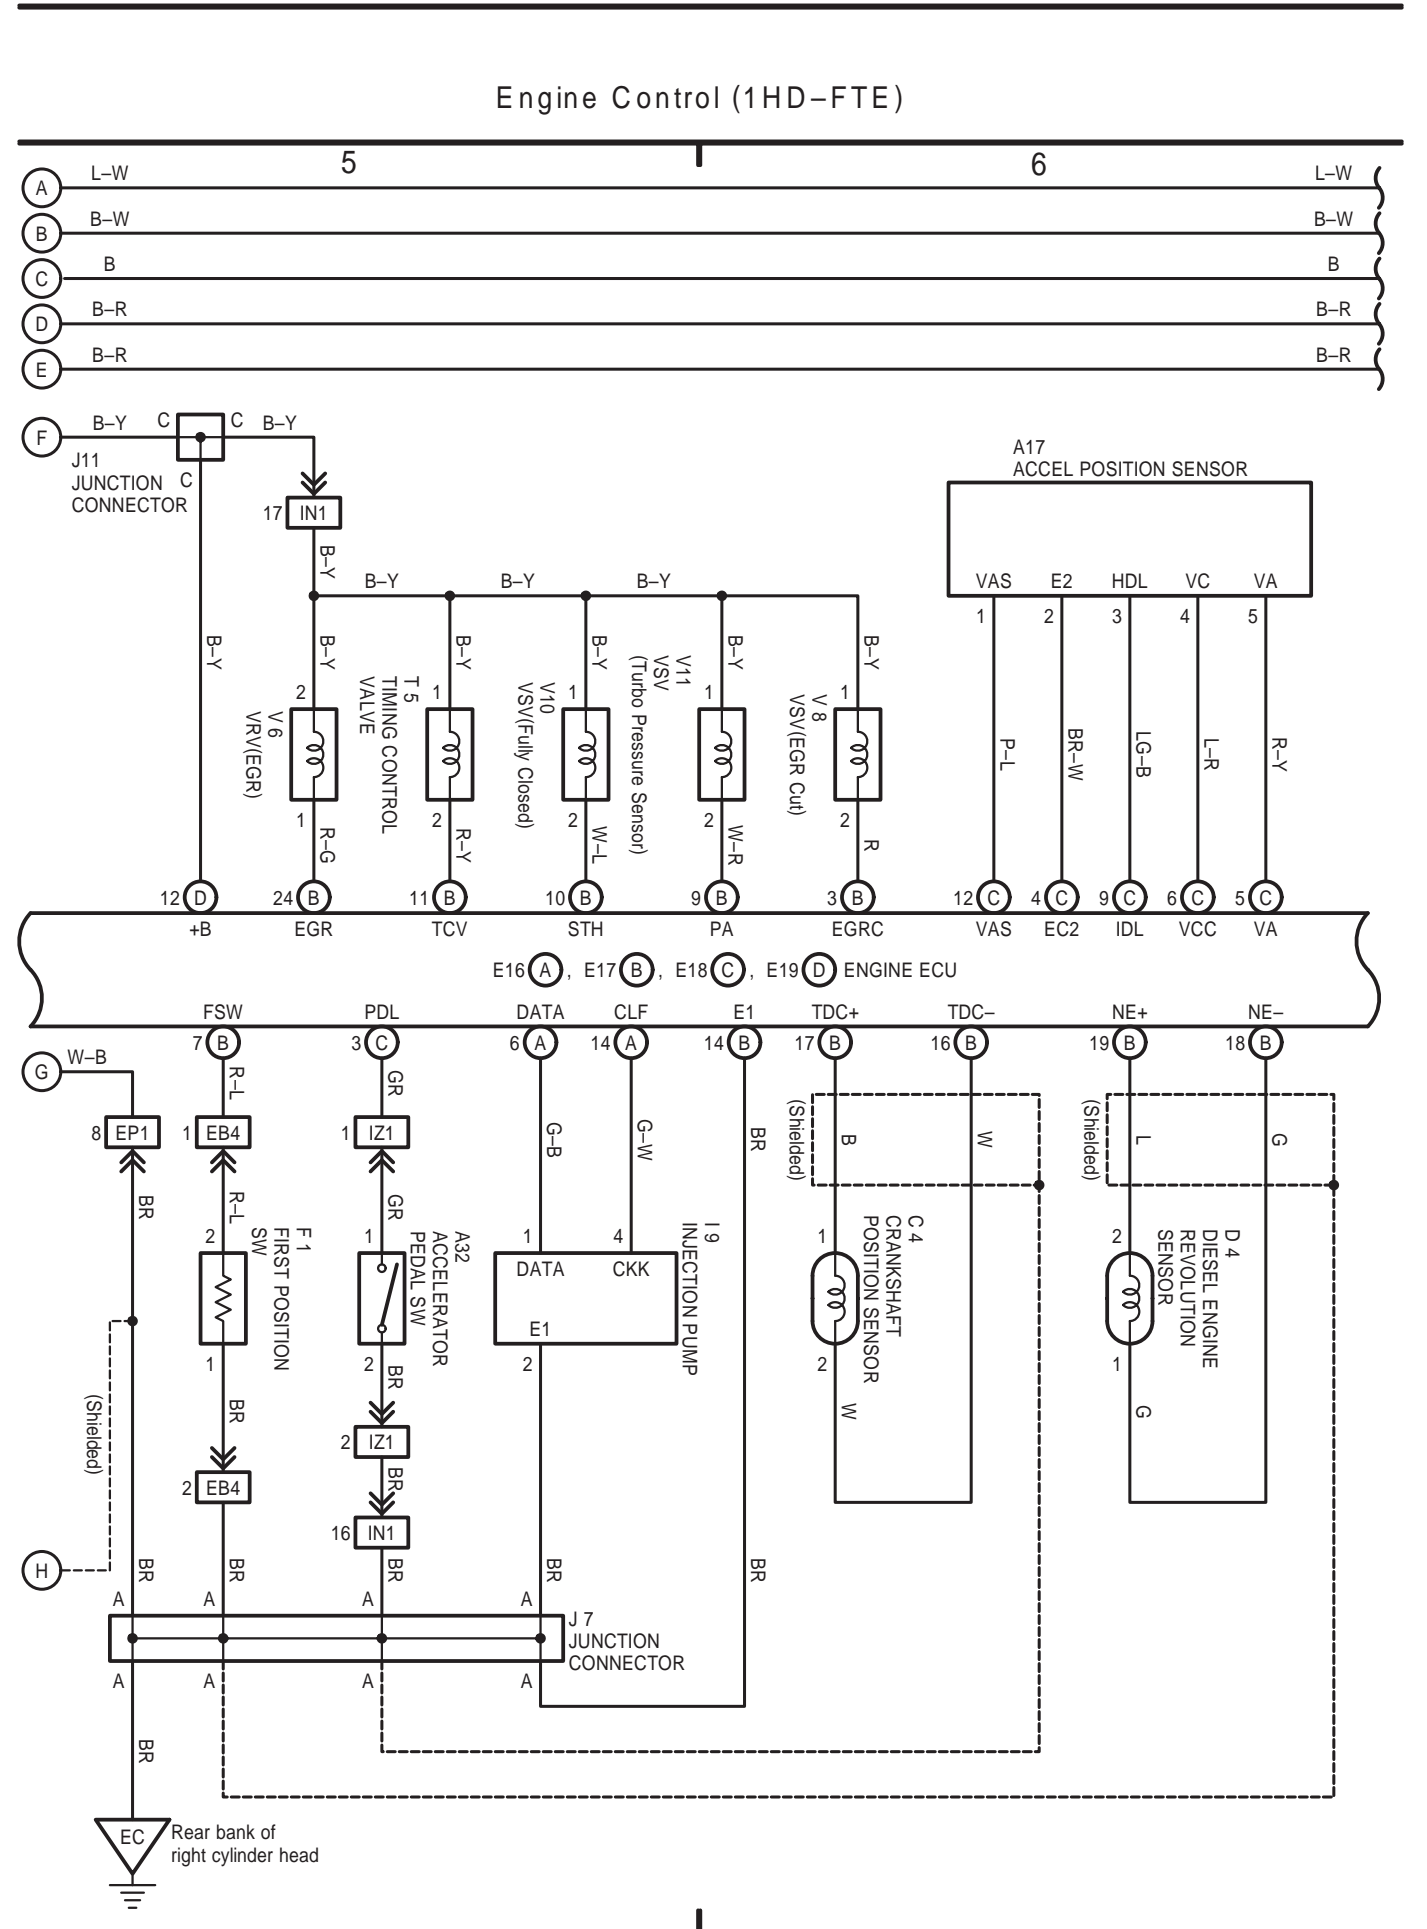 Engine Control (1HD–FTE)
5 6
A L–W L–W
B B–W B–W
C B B
D B–R B–R
E B–R B–R
F B–Y C C B–Y
J11
JUNCTION
CONNECTOR
C
17 IN1
B–Y
B–Y B–Y B–Y
A17
ACCEL POSITION SENSOR
VAS E2 HDL VC VA
1 2 3 4 5
B–Y B–Y B–Y B–Y B–Y B–Y
2 1 1 1 1
V 6
VRV(EGR)
T 5
TIMING CONTROL
VALVE
V10
VSV(Fully Closed)
V11
VSV
(Turbo Pressure Sensor)
V 8
VSV(EGR Cut)
P–L BR–W LG–B L–R R–Y
1 2 2 2 2
R–G R–Y W–L W–R R
12 D 24 B 11 B 10 B 9 B 3 B 12 C 4 C 9 C 6 C 5 C
+B EGR TCV STH PA EGRC VAS EC2 IDL VCC VA
E16 A , E17 B , E18 C , E19 D ENGINE ECU
FSW PDL DATA CLF E1 TDC+ TDC– NE+ NE–
7 B 3 C 6 A 14 A 14 B 17 B 16 B 19 B 18 B
G W–B
R–L GR
8 EP1 1 EB4 1 IZ1
G–B G–W BR
(Shielded) B W
(Shielded) L G
BR R–L GR
2 1 1 4 1 2
F 1
FIRST POSITION
SW
A32
ACCELERATOR
PEDAL SW
DATA CKK
E1
I 9
INJECTION PUMP
C 4
CRANKSHAFT
POSITION SENSOR
D 4
DIESEL ENGINE
REVOLUTION
SENSOR
1 2 2 2 1
BR BR W G
(Shielded)
2 IZ1
2 EB4
BR
16 IN1
H
BR BR BR BR BR
A A A A
J 7
JUNCTION
CONNECTOR
A A A A
BR
EC
Rear bank of
right cylinder head